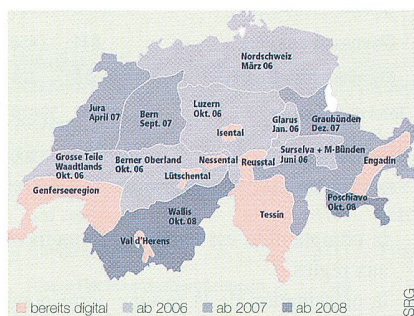 Nordschweiz
März 06
Jura
April 07
Bern
Sept. 07
Luzern
Okt. 06
Isental
Glarus
Jan. 06
Graubünden
Dez. 07
Grosse Teile
Waadtlands
Okt. 06
Berner Oberland
Okt. 06
Nessental
Reusstal
Surselva + M-Bünden
Juni 06
Engadin
Genferseeregion
Lütschental
Wallis
Okt. 08
Val d'Herens
Tessin
Poschiavo
Okt. 08
bereits digital
ab 2006
ab 2007
ab 2008
SRG